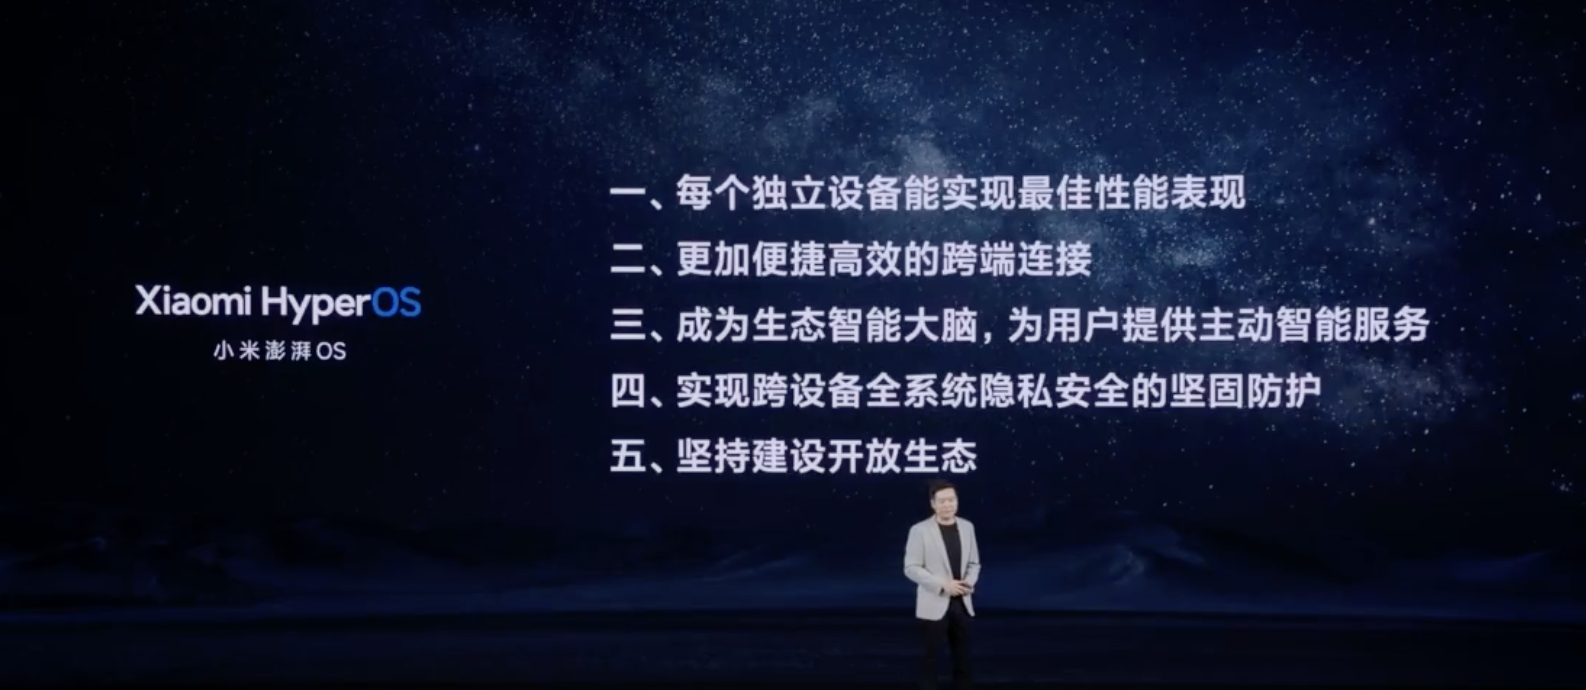 Xiaomi HyperOS
小米澎湃OS
一、每个独立设备能实现最佳性能表现
二、更加便捷高效的跨端连接
三、成为生态智能大脑，为用户提供主动智能服务
四、实现跨设备全系统隐私安全的坚固防护
五、坚持建设开放生态